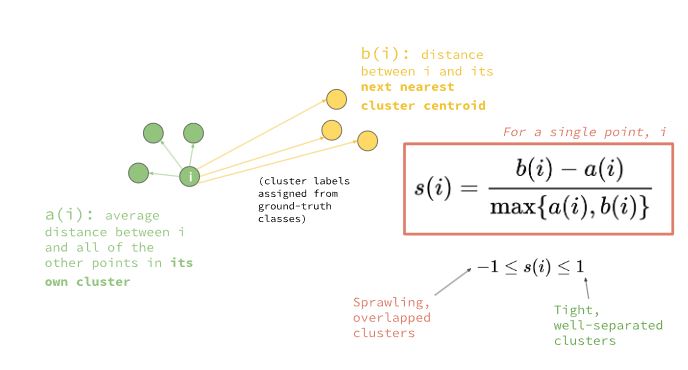 b(i): distance
between i and its
next nearest
cluster centroid
For a single point, i
i
s(i) = \frac{b(i) − a(i)}{max{a(i), b(i)}}
(cluster labels
assigned from
ground-truth
classes)
a(i): average
distance between i
and all of the
other points in its
own cluster
−1 ≤ s(i) ≤ 1
Sprawling,
overlapped
clusters
Tight,
well-separated
clusters